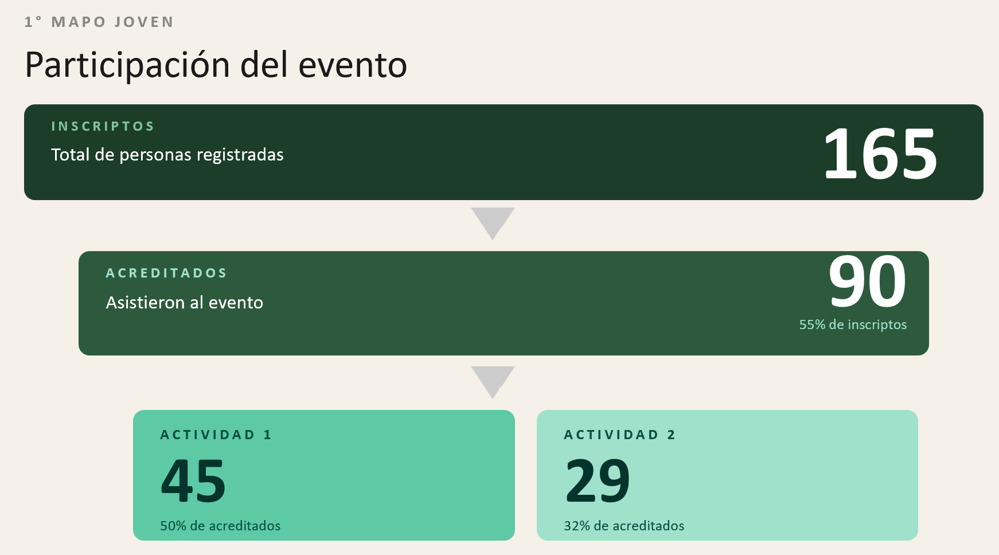 1° MAPO JOVEN
Participación del evento
INSCRIPTOS
Total de personas registradas
165
ACREDITADOS
Asistieron al evento
90
55% de inscriptos
ACTIVIDAD 1
45
50% de acreditados
ACTIVIDAD 2
29
32% de acreditados